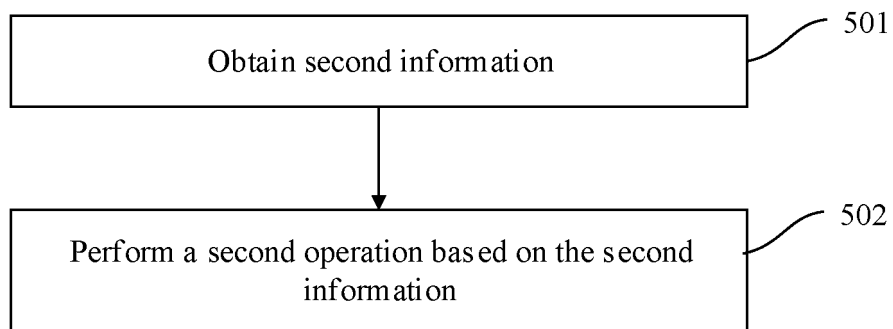 501
Obtain second information
502
Perform a second operation based on the second
information